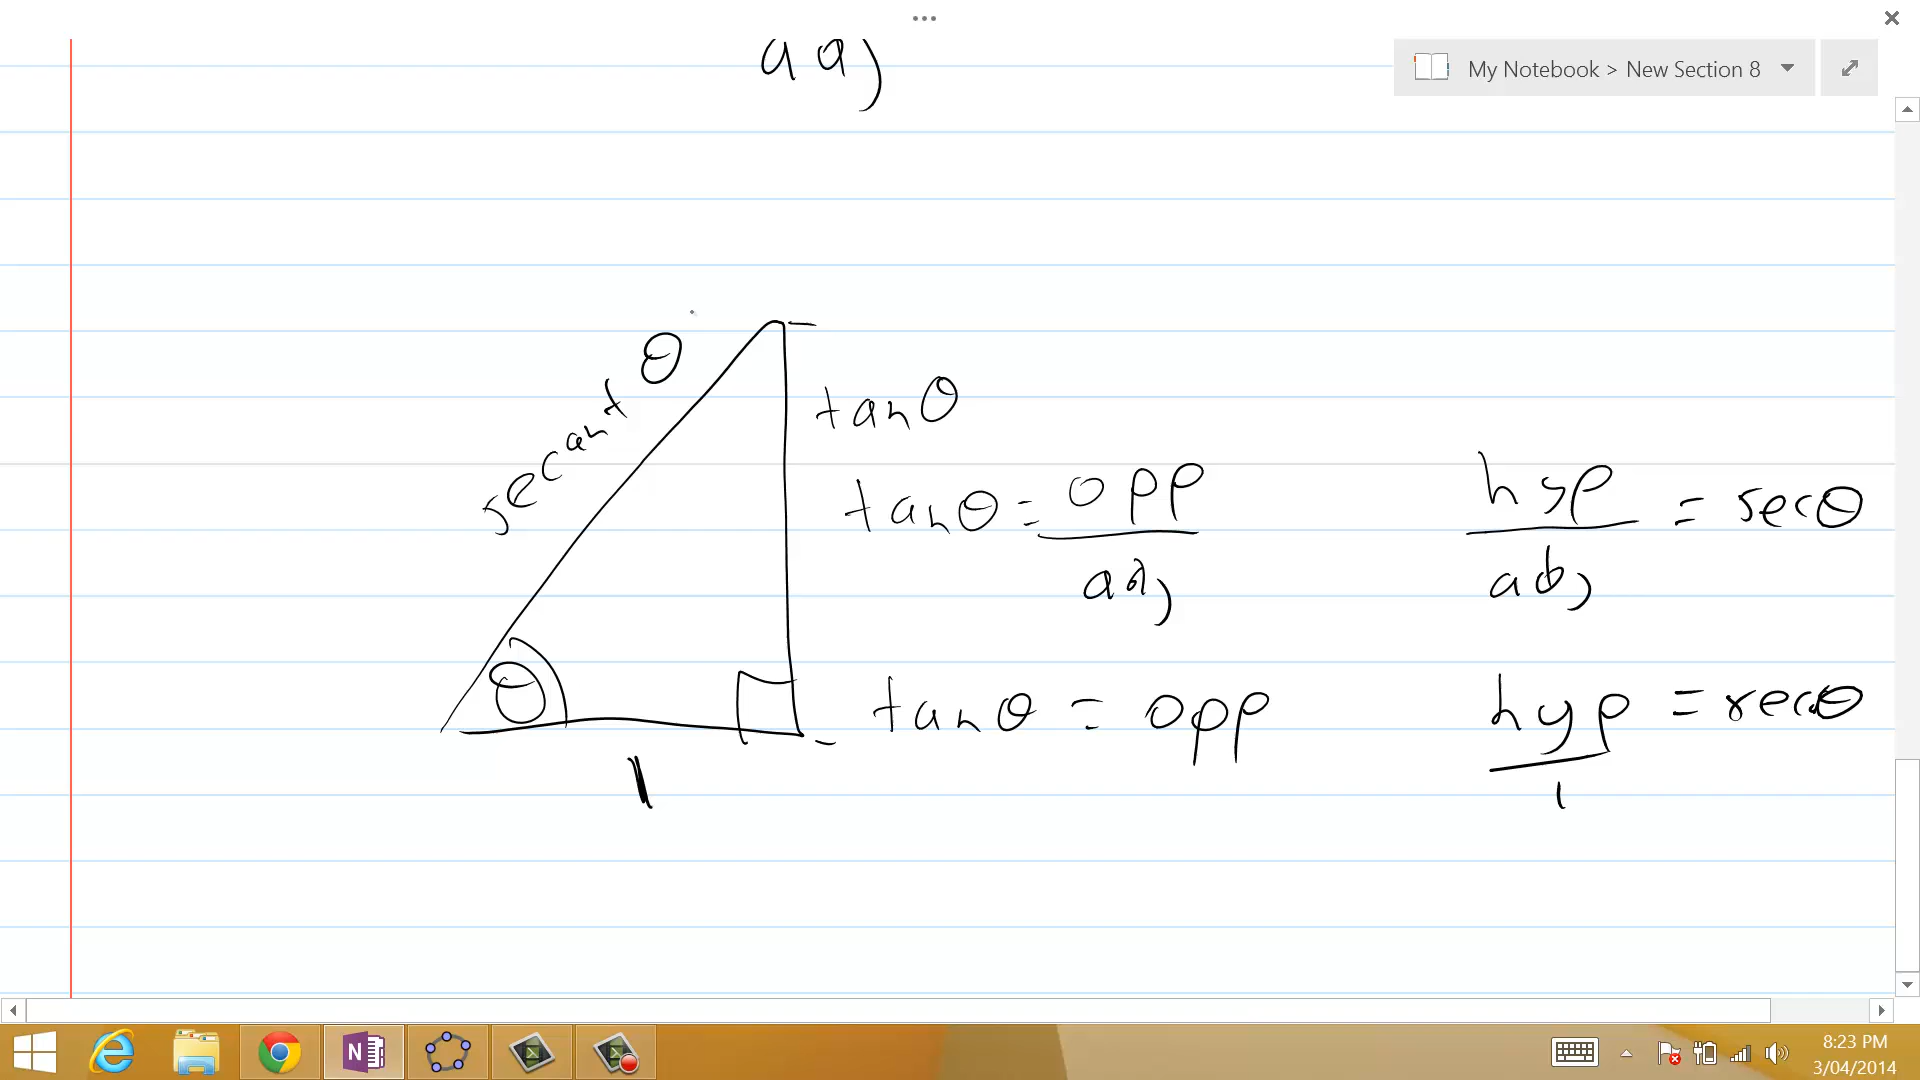 adj
My Notebook > New Section 8
secant θ
tanθ
tanθ = opp
adj
hyp = secθ
adj
θ
tanθ = opp
hyp = secθ
1
1
8:23 PM
3/04/2014